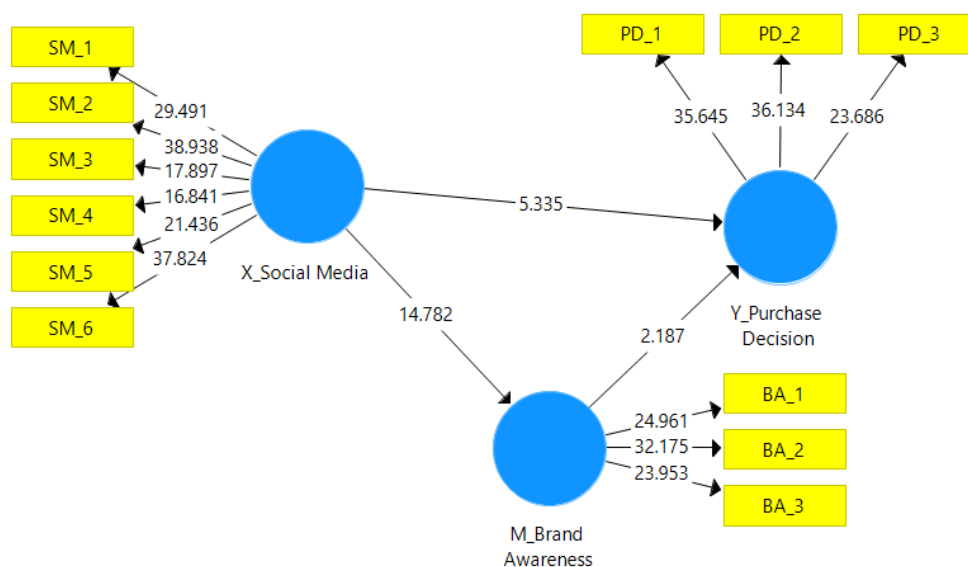 SM_1
SM_2
SM_3
SM_4
SM_5
SM_6
29.491
38.938
17.897
16.841
21.436
37.824
X_Social Media
PD_1
PD_2
PD_3
35.645
36.134
23.686
5.335
Y_Purchase
Decision
14.782
2.187
M_Brand
Awareness
24.961
32.175
23.953
BA_1
BA_2
BA_3